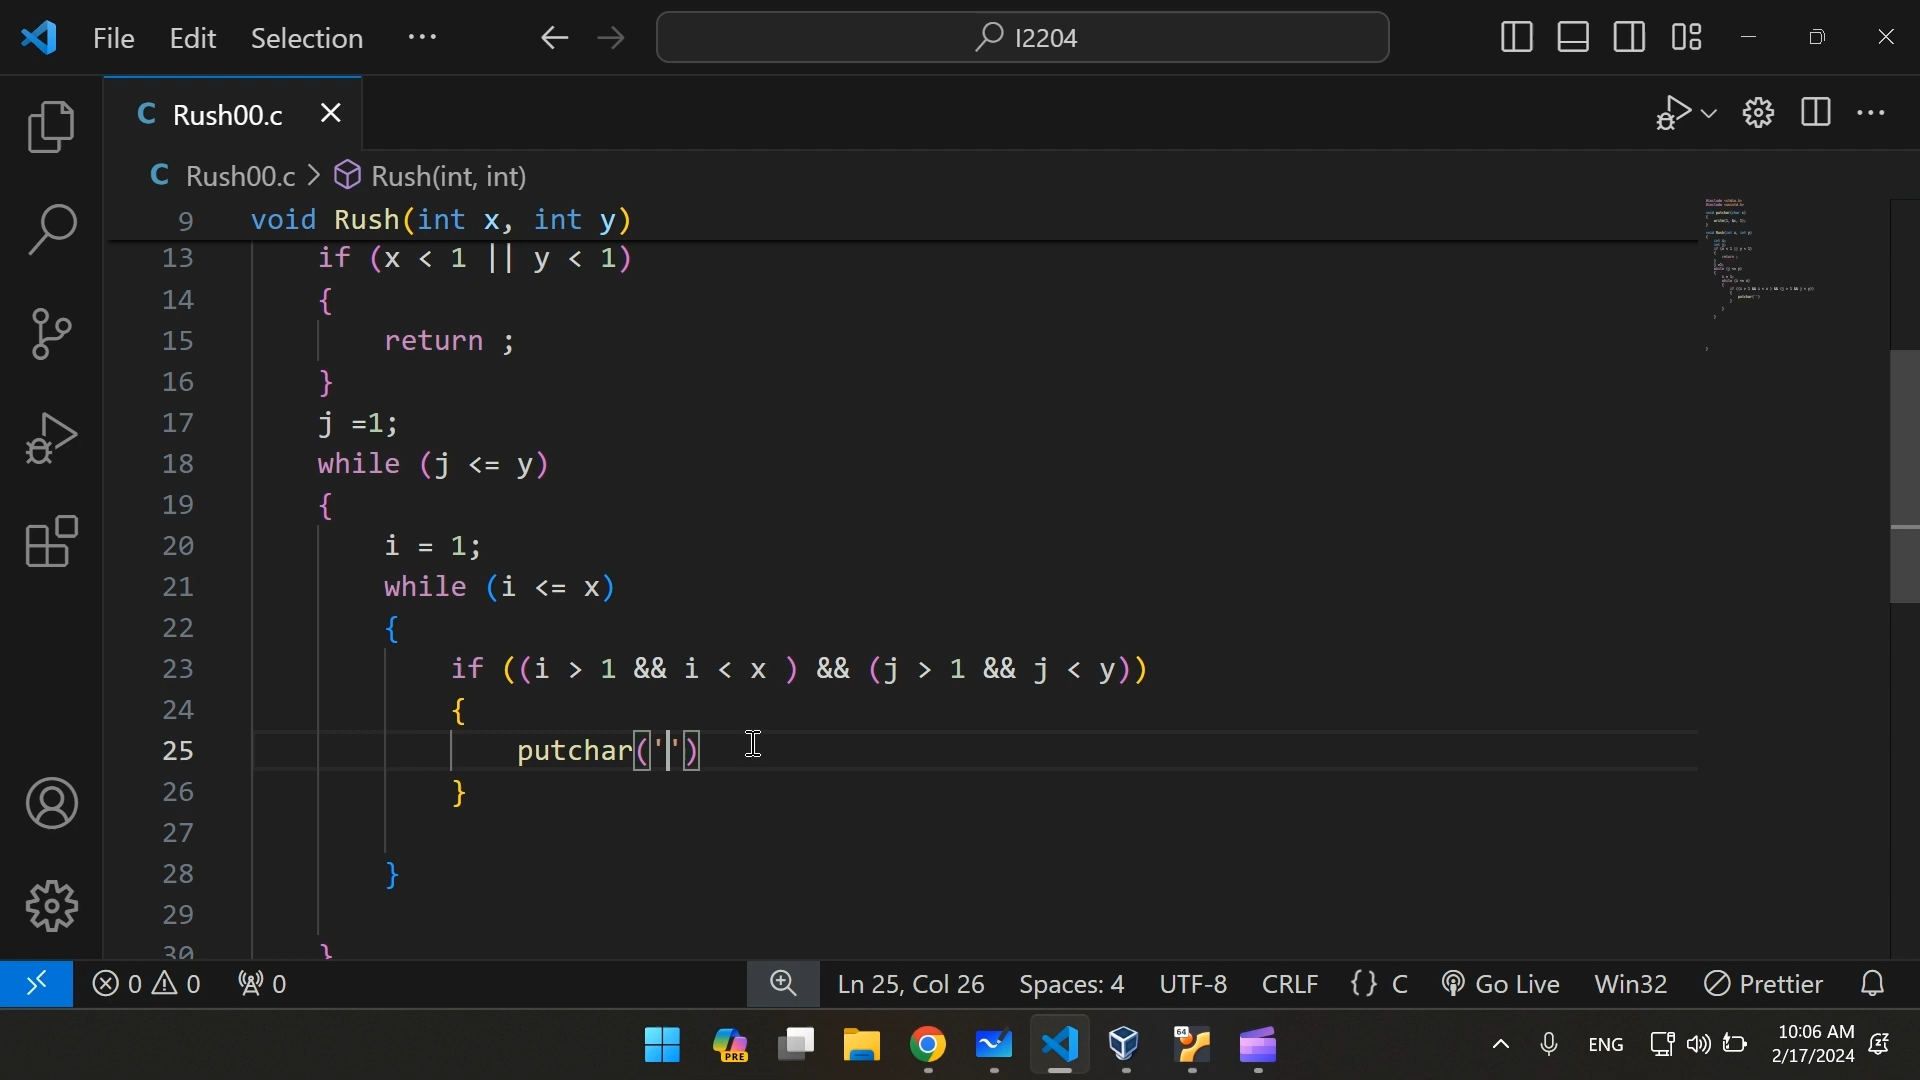 File Edit Selection ··· I2204
C Rush00.c
C Rush00.c > Rush(int, int)
9 void Rush(int x, int y)
13 if (x < 1 || y < 1)
14 {
15 return ;
16 }
17 j =1;
18 while (j <= y)
19 {
20 i = 1;
21 while (i <= x)
22 {
23 if ((i > 1 && i < x ) && (j > 1 && j < y))
24 {
25 putchar('')
26 }
27
28 }
29
30 }
0 0 0 Ln 25, Col 26 Spaces: 4 UTF-8 CRLF {} C Go Live Win32 Prettier
PRE 64 ENG 10:06 AM
2/17/2024